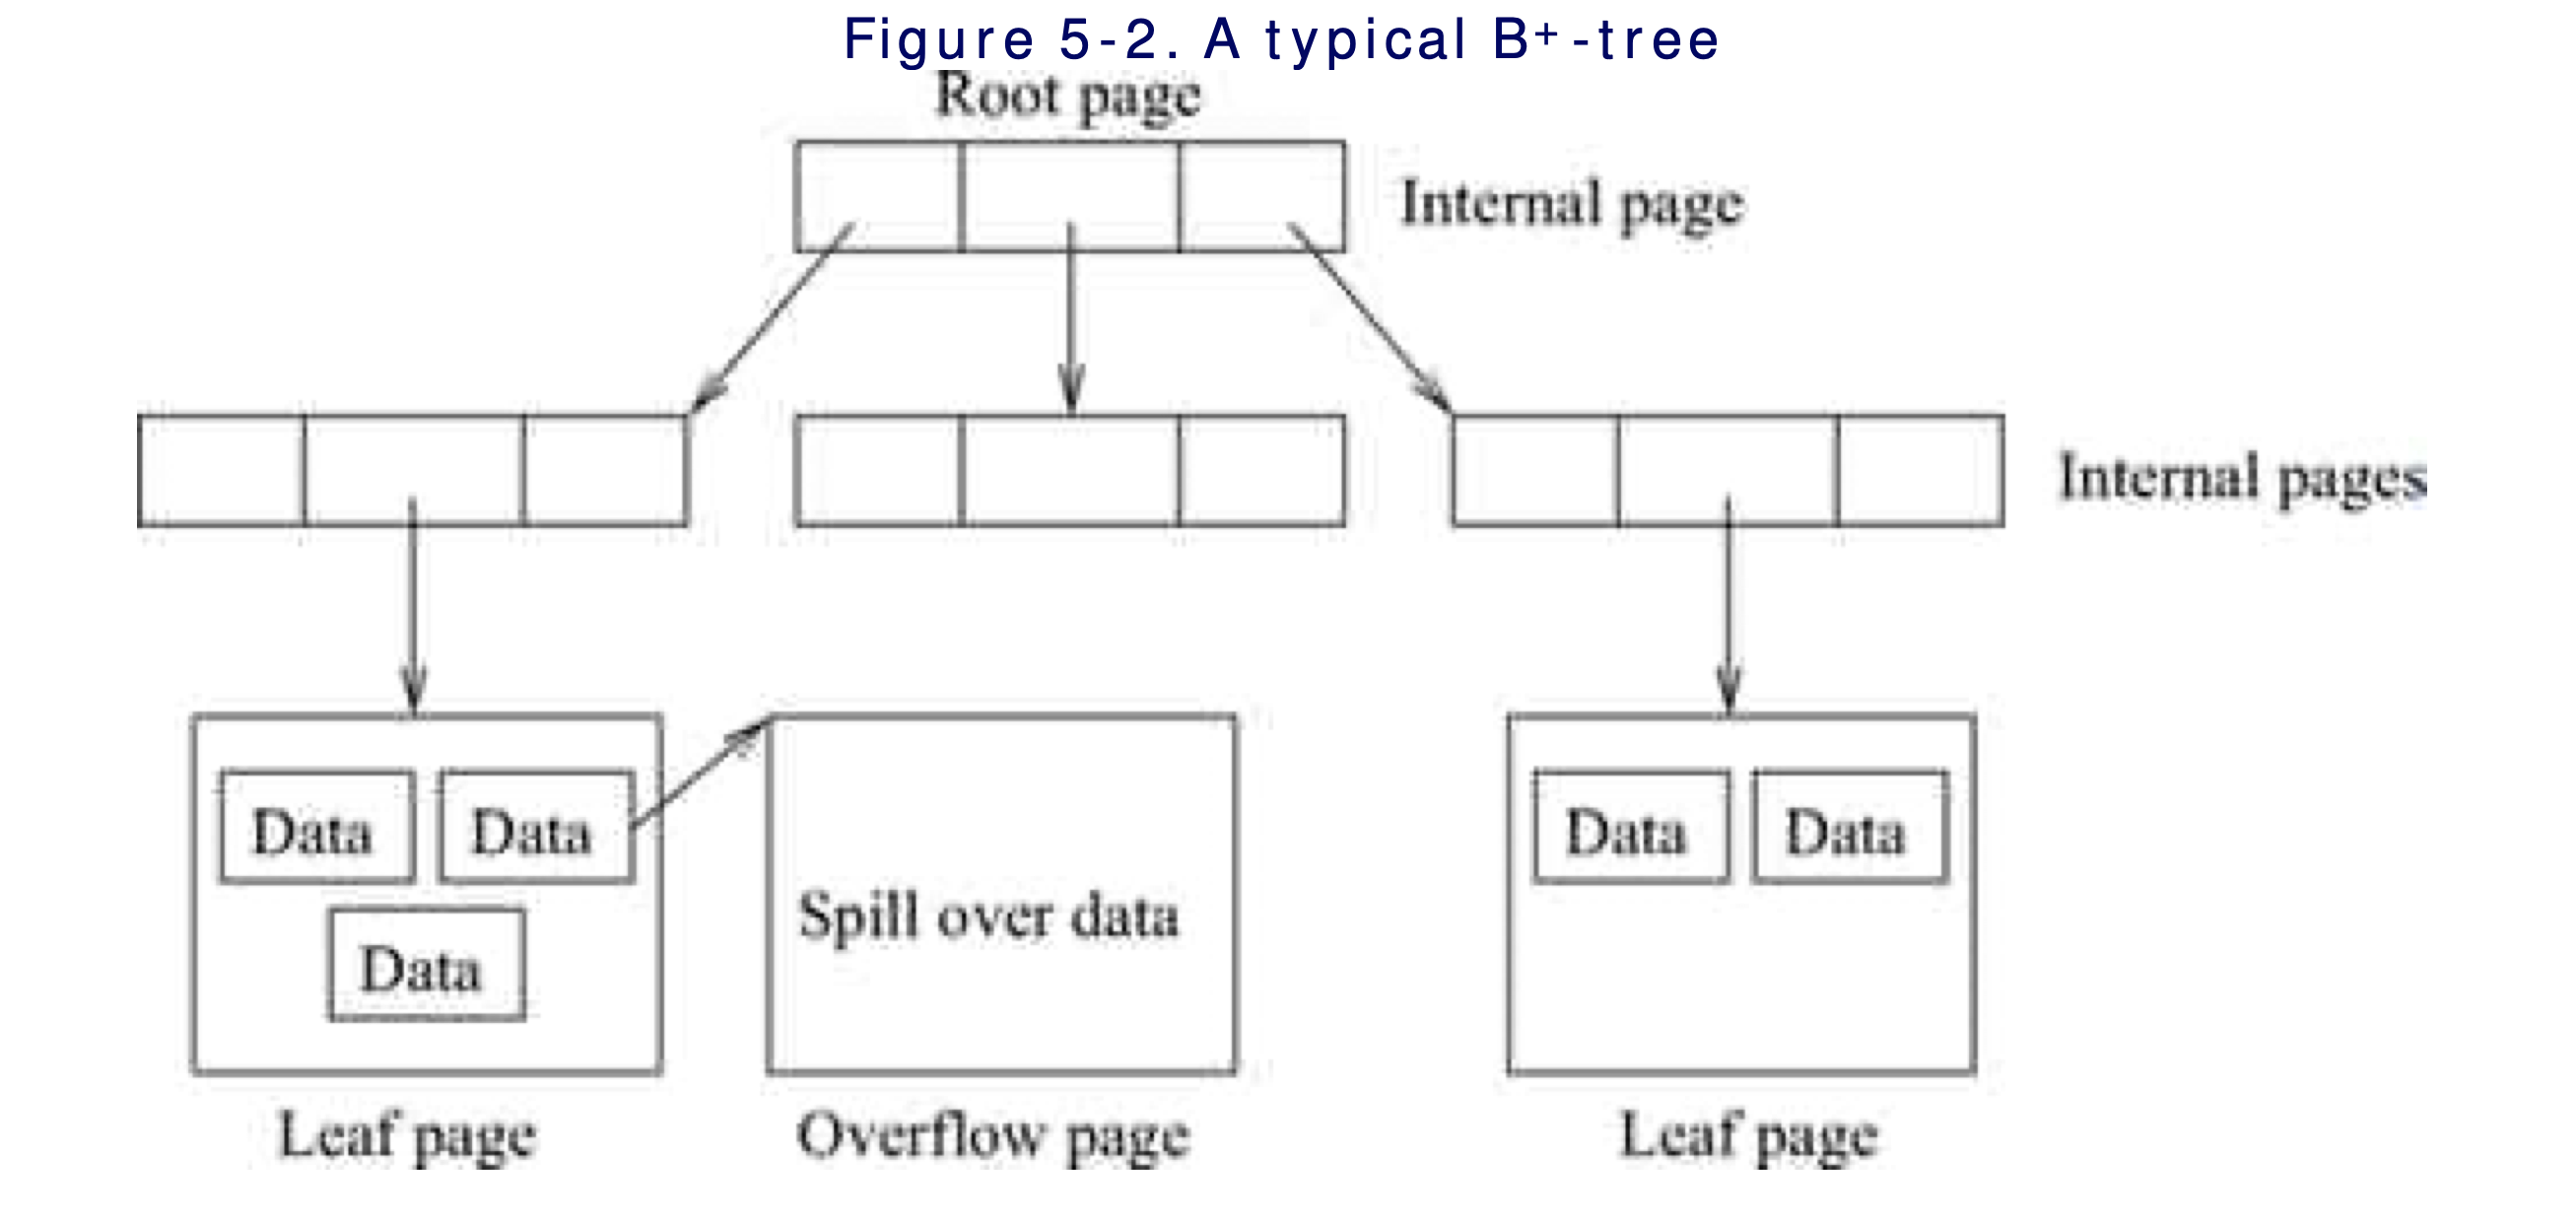 Figure 5-2. A typical B+-tree
Root page
Internal page
Internal pages
Data Data
Data
Spill over data
Data Data
Leaf page
Overflow page
Leaf page